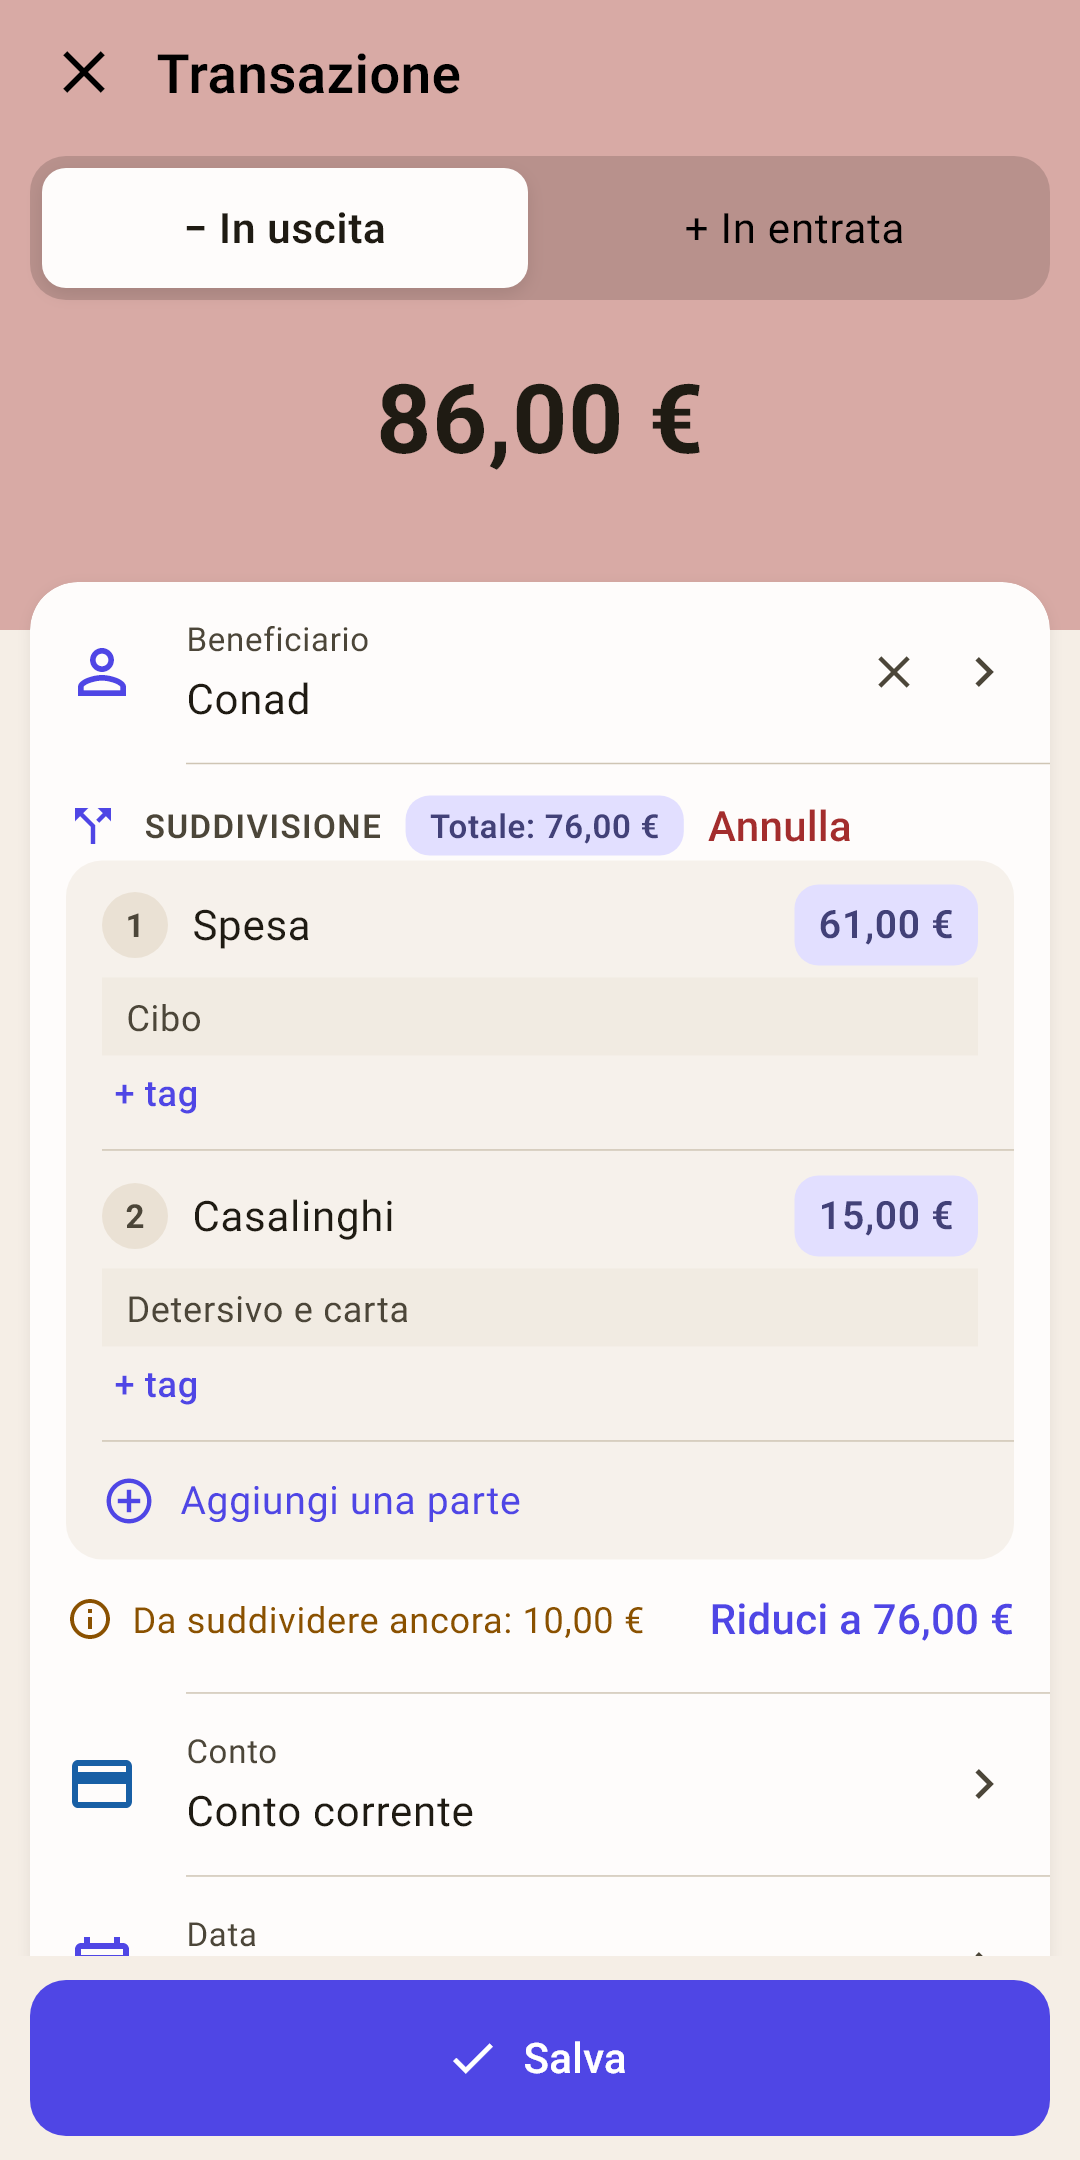 Transazione
− In uscita
+ In entrata
86,00 €
Beneficiario
Conad
SUDDIVISIONE
Totale: 76,00 €
Annulla
1
Spesa
61,00 €
Cibo
+ tag
2
Casalinghi
15,00 €
Detersivo e carta
+ tag
Aggiungi una parte
Da suddividere ancora: 10,00 €
Riduci a 76,00 €
Conto
Conto corrente
Data
Salva